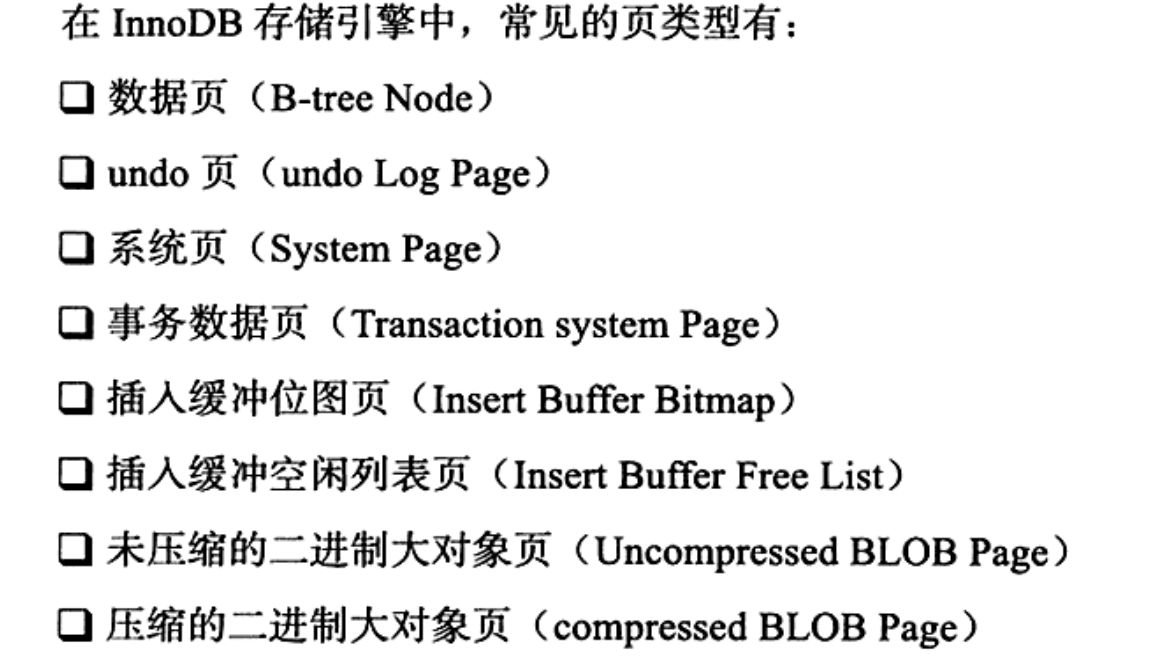 在 InnoDB 存储引擎中，常见的页类型有：
❑ 数据页（B-tree Node）
❑ undo 页（undo Log Page）
❑ 系统页（System Page）
❑ 事务数据页（Transaction system Page）
❑ 插入缓冲位图页（Insert Buffer Bitmap）
❑ 插入缓冲空闲列表页（Insert Buffer Free List）
❑ 未压缩的二进制大对象页（Uncompressed BLOB Page）
❑ 压缩的二进制大对象页（compressed BLOB Page）